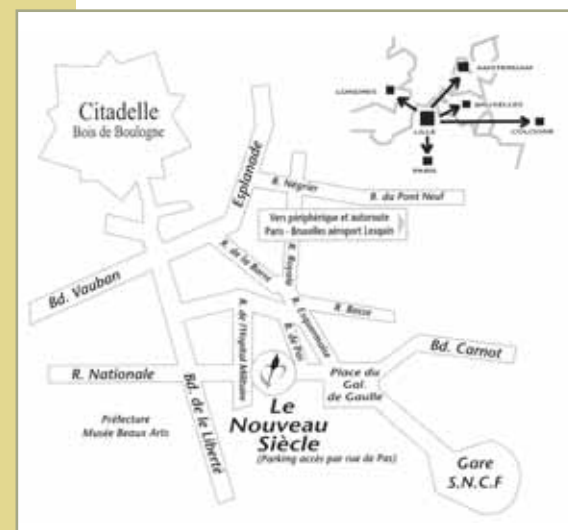 Citadelle
Bois de Boulogne
LONDRES
AMSTERDAM
BRUXELLES
LILLE
COLOGNE
PARIS
Esplanade
R. Négrier
R. du Pont Neuf
Vers périphérique et autoroute
Paris - Bruxelles aéroport Lesquin
R. Royale
R. de la Barre
Bd. Vauban
R. Basse
R. Esquermoise
R. de Pas
R. de l'Hôpital Militaire
Bd. Carnot
R. Nationale
Bd. de le Liberté
Place du
Gal.
de Gaulle
Préfecture
Musée Beaux Arts
Le
Nouveau
Siècle
(Parking accès par rue de Pas)
Gare
S.N.C.F